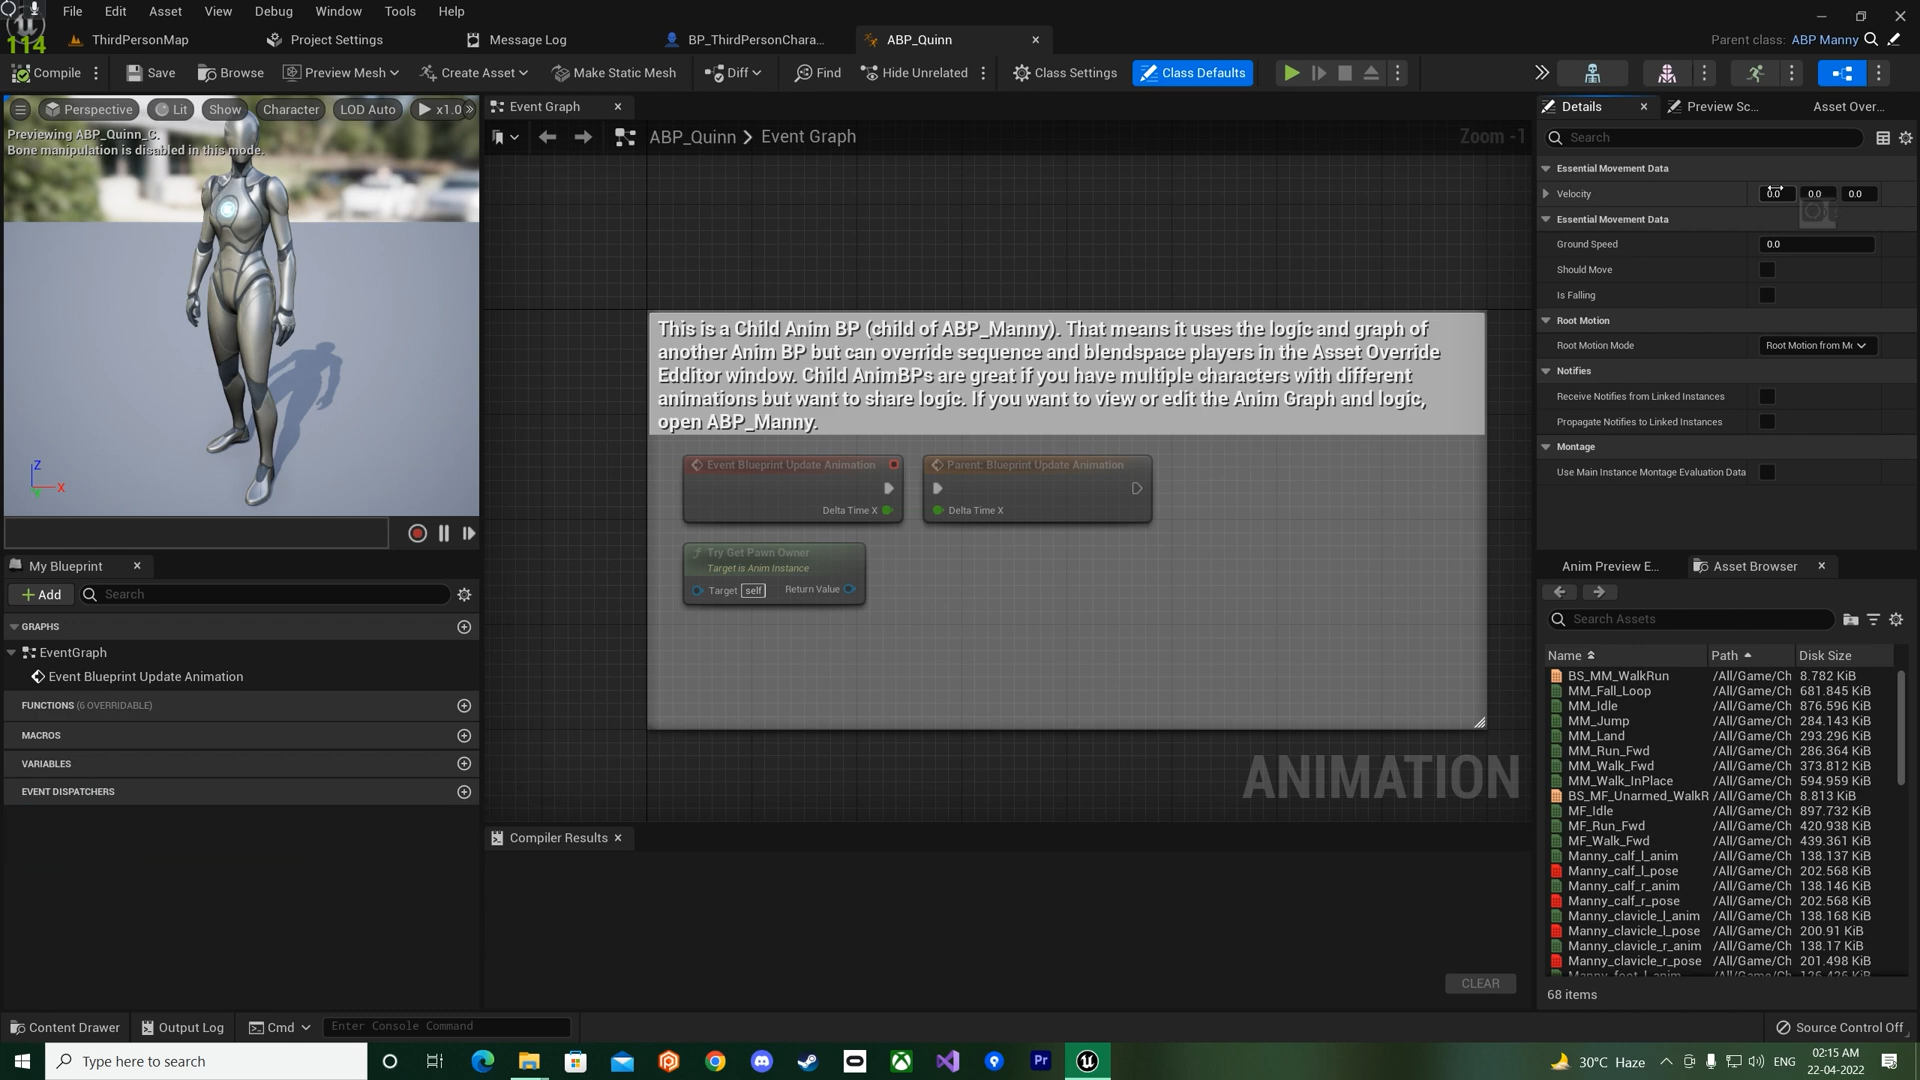 File Edit Asset View Debug Window Tools Help
114
ThirdPersonMap
Project Settings
Message Log
BP_ThirdPersonChara...
ABP_Quinn
Parent class: ABP Manny
Compile
Save
Browse
Preview Mesh
Create Asset
Make Static Mesh
Diff
Find
Hide Unrelated
Class Settings
Class Defaults
Perspective
Lit
Show
Character
LOD Auto
x1.0
Previewing ABP_Quinn_C.
Bone manipulation is disabled in this mode.
Z
X
My Blueprint
Add
Search
GRAPHS
EventGraph
Event Blueprint Update Animation
FUNCTIONS (6 OVERRIDABLE)
MACROS
VARIABLES
EVENT DISPATCHERS
Event Graph
ABP_Quinn > Event Graph
Zoom -1
This is a Child Anim BP (child of ABP_Manny). That means it uses the logic and graph of
another Anim BP but can override sequence and blendspace players in the Asset Override
Edditor window. Child AnimBPs are great if you have multiple characters with different
animations but want to share logic. If you want to view or edit the Anim Graph and logic,
open ABP_Manny.
Event Blueprint Update Animation
Delta Time X
Parent: Blueprint Update Animation
Delta Time X
Try Get Pawn Owner
Target is Anim Instance
Target self Return Value
ANIMATION
Compiler Results
CLEAR
Details
Preview Sc...
Asset Over...
Search
Essential Movement Data
Velocity 0.0 0.0 0.0
Essential Movement Data
Ground Speed 0.0
Should Move
Is Falling
Root Motion
Root Motion Mode Root Motion from M
Notifies
Receive Notifies from Linked Instances
Propagate Notifies to Linked Instances
Montage
Use Main Instance Montage Evaluation Data
Anim Preview E...
Asset Browser
Search Assets
Name Path Disk Size
BS_MM_WalkRun /All/Game/Ch 8.782 KiB
MM_Fall_Loop /All/Game/Ch 681.845 KiB
MM_Idle /All/Game/Ch 876.596 KiB
MM_Jump /All/Game/Ch 284.143 KiB
MM_Land /All/Game/Ch 293.296 KiB
MM_Run_Fwd /All/Game/Ch 286.364 KiB
MM_Walk_Fwd /All/Game/Ch 373.812 KiB
MM_Walk_InPlace /All/Game/Ch 594.959 KiB
BS_MF_Unarmed_WalkR /All/Game/Ch 8.813 KiB
MF_Idle /All/Game/Ch 897.732 KiB
MF_Run_Fwd /All/Game/Ch 420.938 KiB
MF_Walk_Fwd /All/Game/Ch 439.361 KiB
Manny_calf_l_anim /All/Game/Ch 138.137 KiB
Manny_calf_l_pose /All/Game/Ch 202.568 KiB
Manny_calf_r_anim /All/Game/Ch 138.146 KiB
Manny_calf_r_pose /All/Game/Ch 202.568 KiB
Manny_clavicle_l_anim /All/Game/Ch 138.168 KiB
Manny_clavicle_l_pose /All/Game/Ch 200.91 KiB
Manny_clavicle_r_anim /All/Game/Ch 138.17 KiB
Manny_clavicle_r_pose /All/Game/Ch 201.498 KiB
Manny_foot_l_anim /All/Game/Ch 126.426 KiB
68 items
Content Drawer
Output Log
Cmd
Enter Console Command
Source Control Off
Type here to search
Pr
30°C Haze
ENG
02:15 AM
22-04-2022